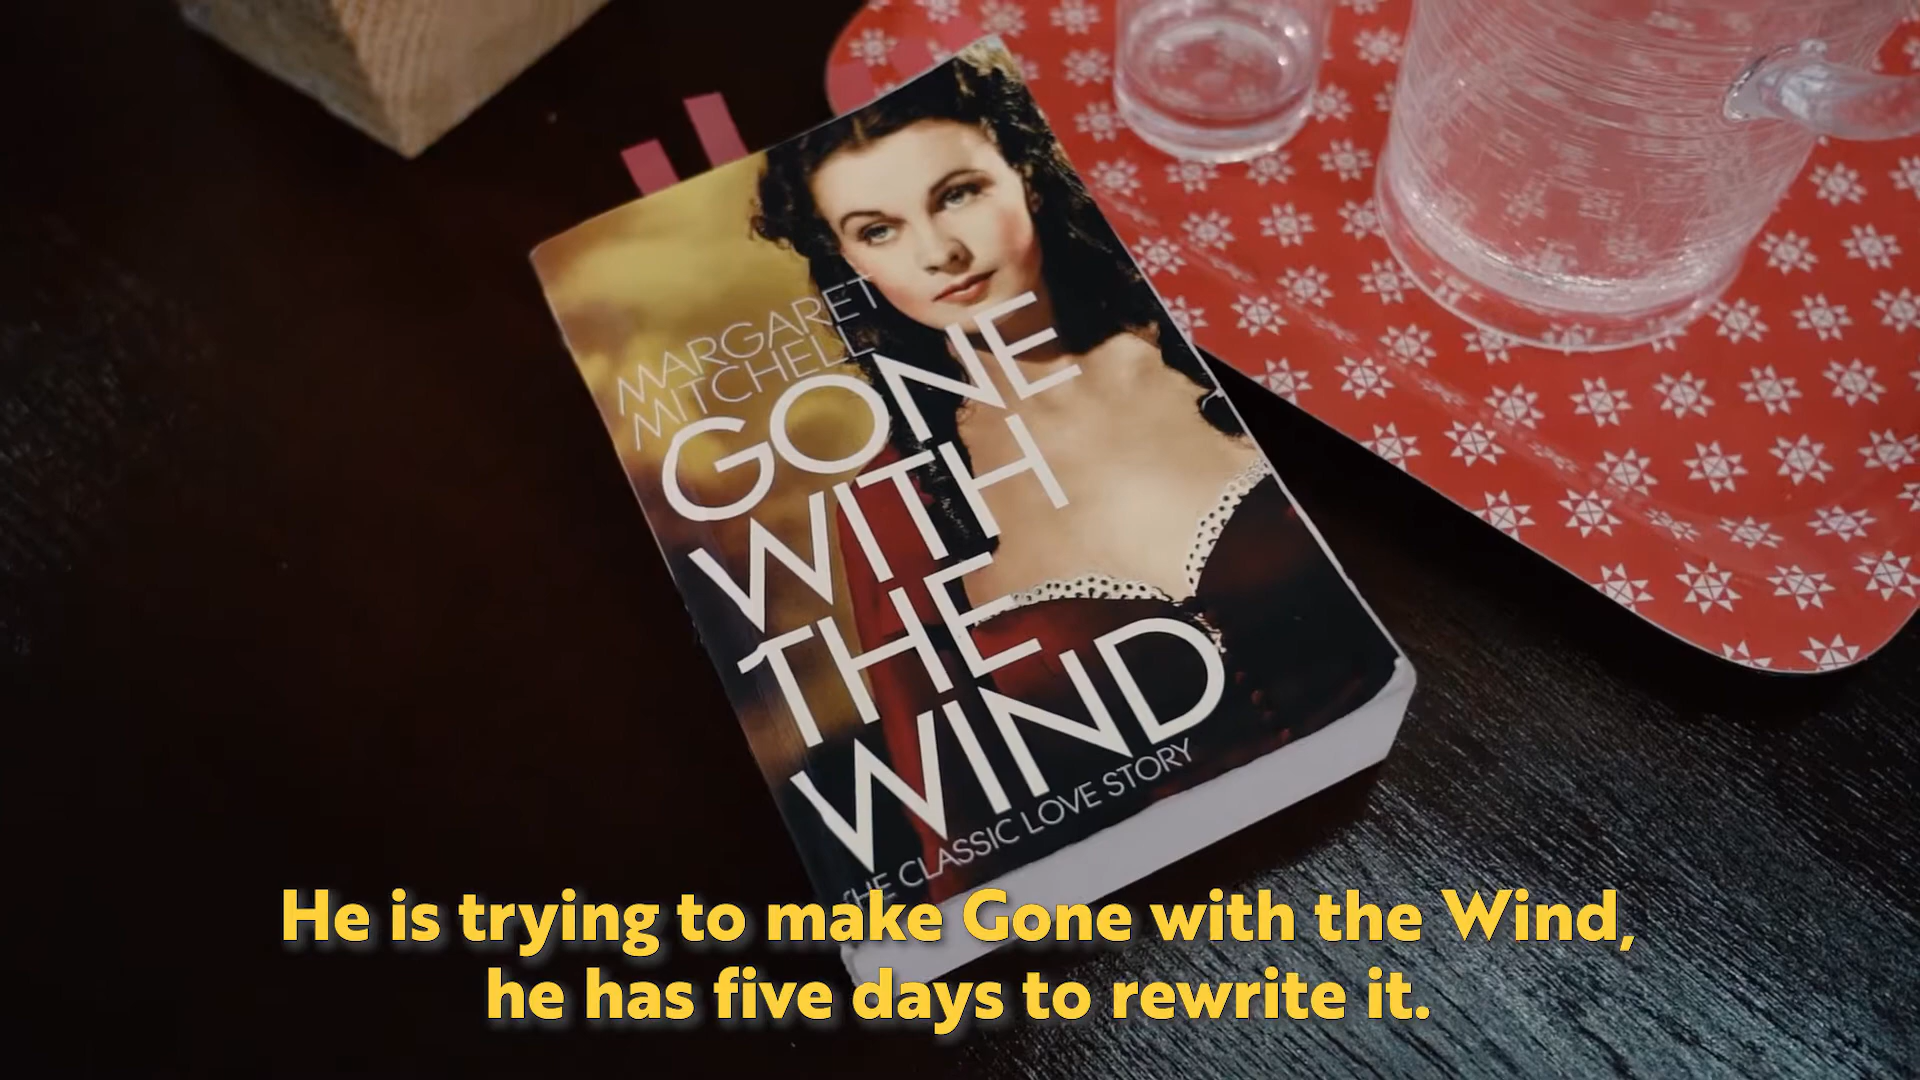 MARGARET
MITCHELL
GONE
WITH
THE
WIND
THE CLASSIC LOVE STORY
He is trying to make Gone with the Wind,
he has five days to rewrite it.